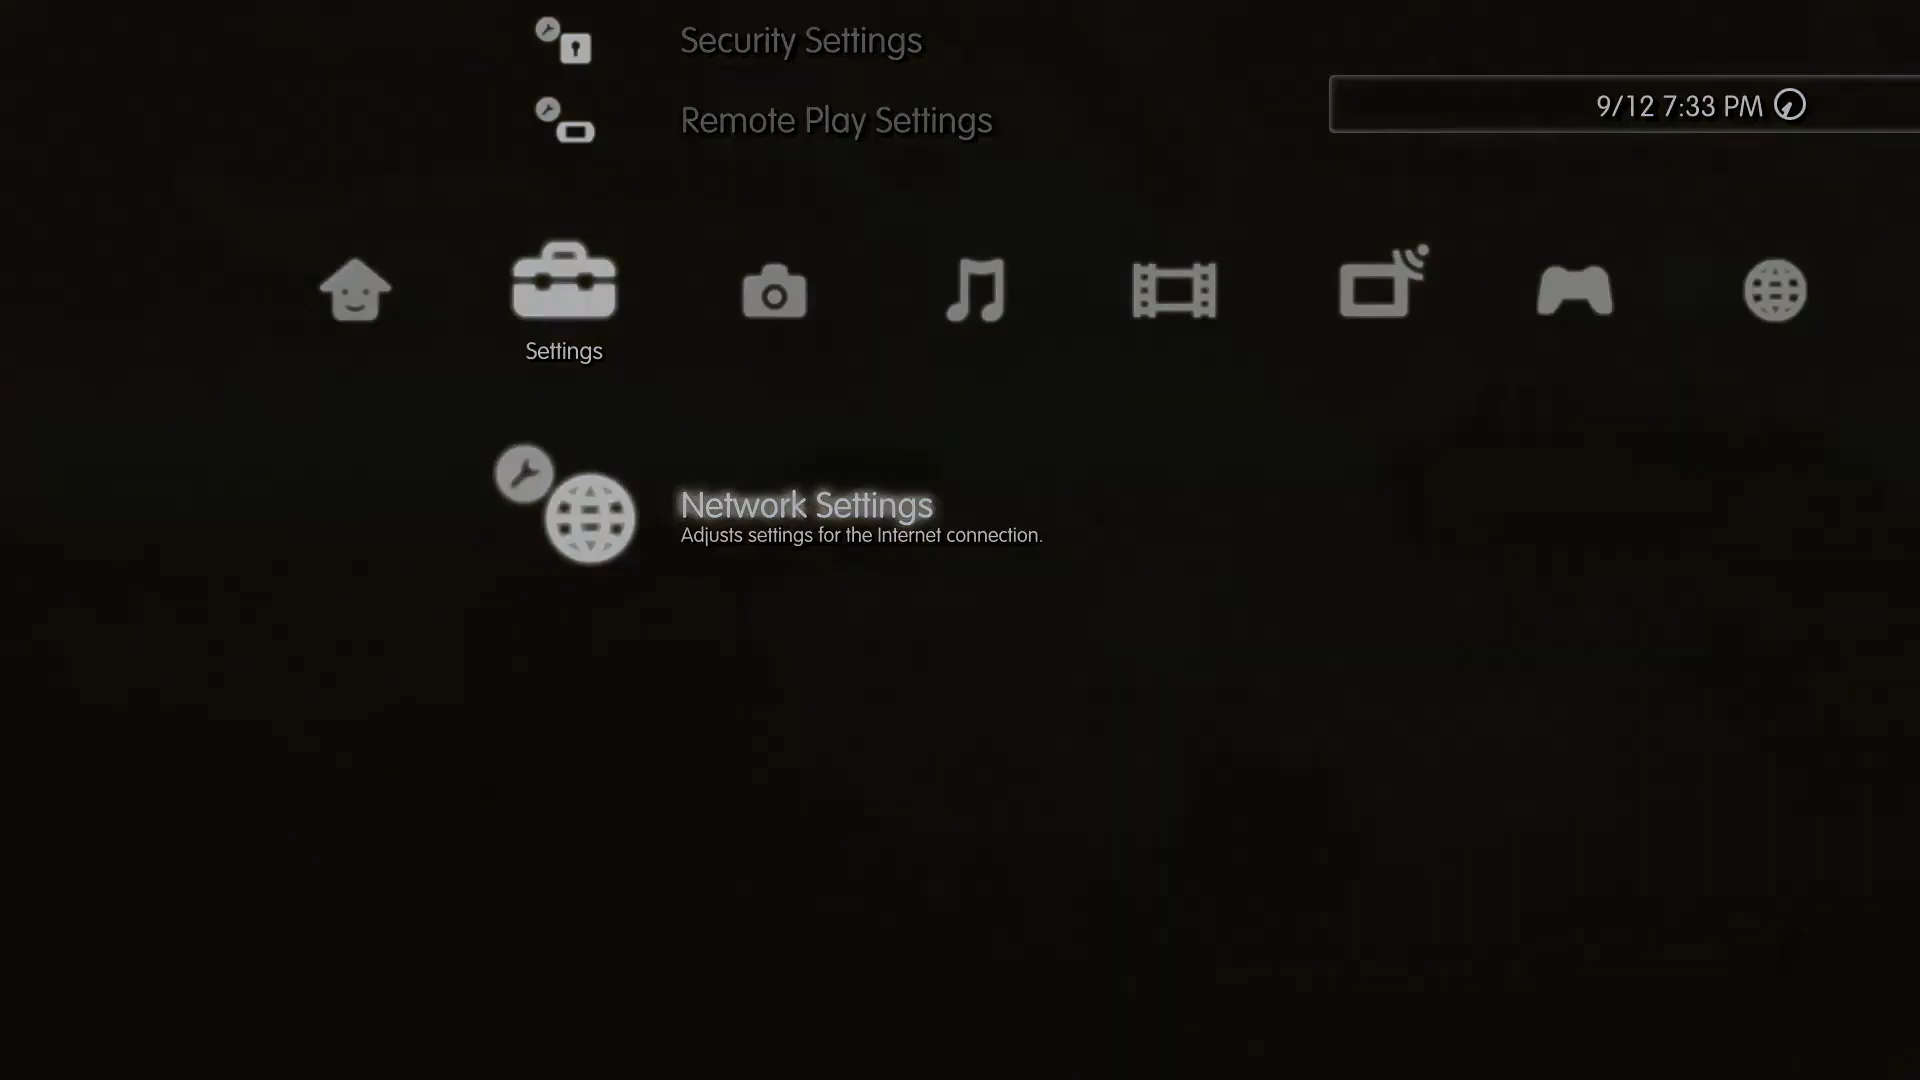 Security Settings
Remote Play Settings
9/12 7:33 PM
Settings
Network Settings
Adjusts settings for the Internet connection.